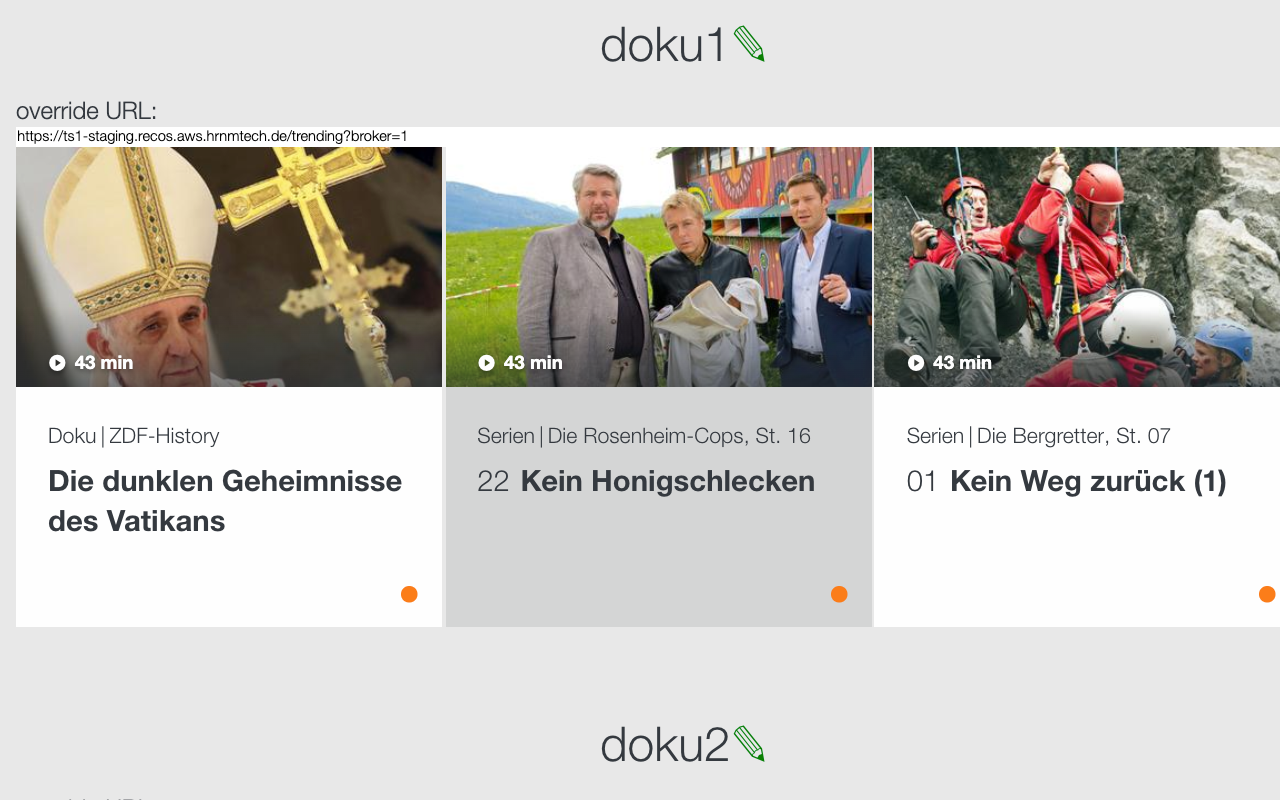 doku1
override URL:
https://ts1-staging.recos.aws.hrnmtech.de/trending?broker=1
43 min
43 min
43 min
Doku | ZDF-History
Die dunklen Geheimnisse
des Vatikans
Serien | Die Rosenheim-Cops, St. 16
22 Kein Honigschlecken
Serien | Die Bergretter, St. 07
01 Kein Weg zurück (1)
doku2